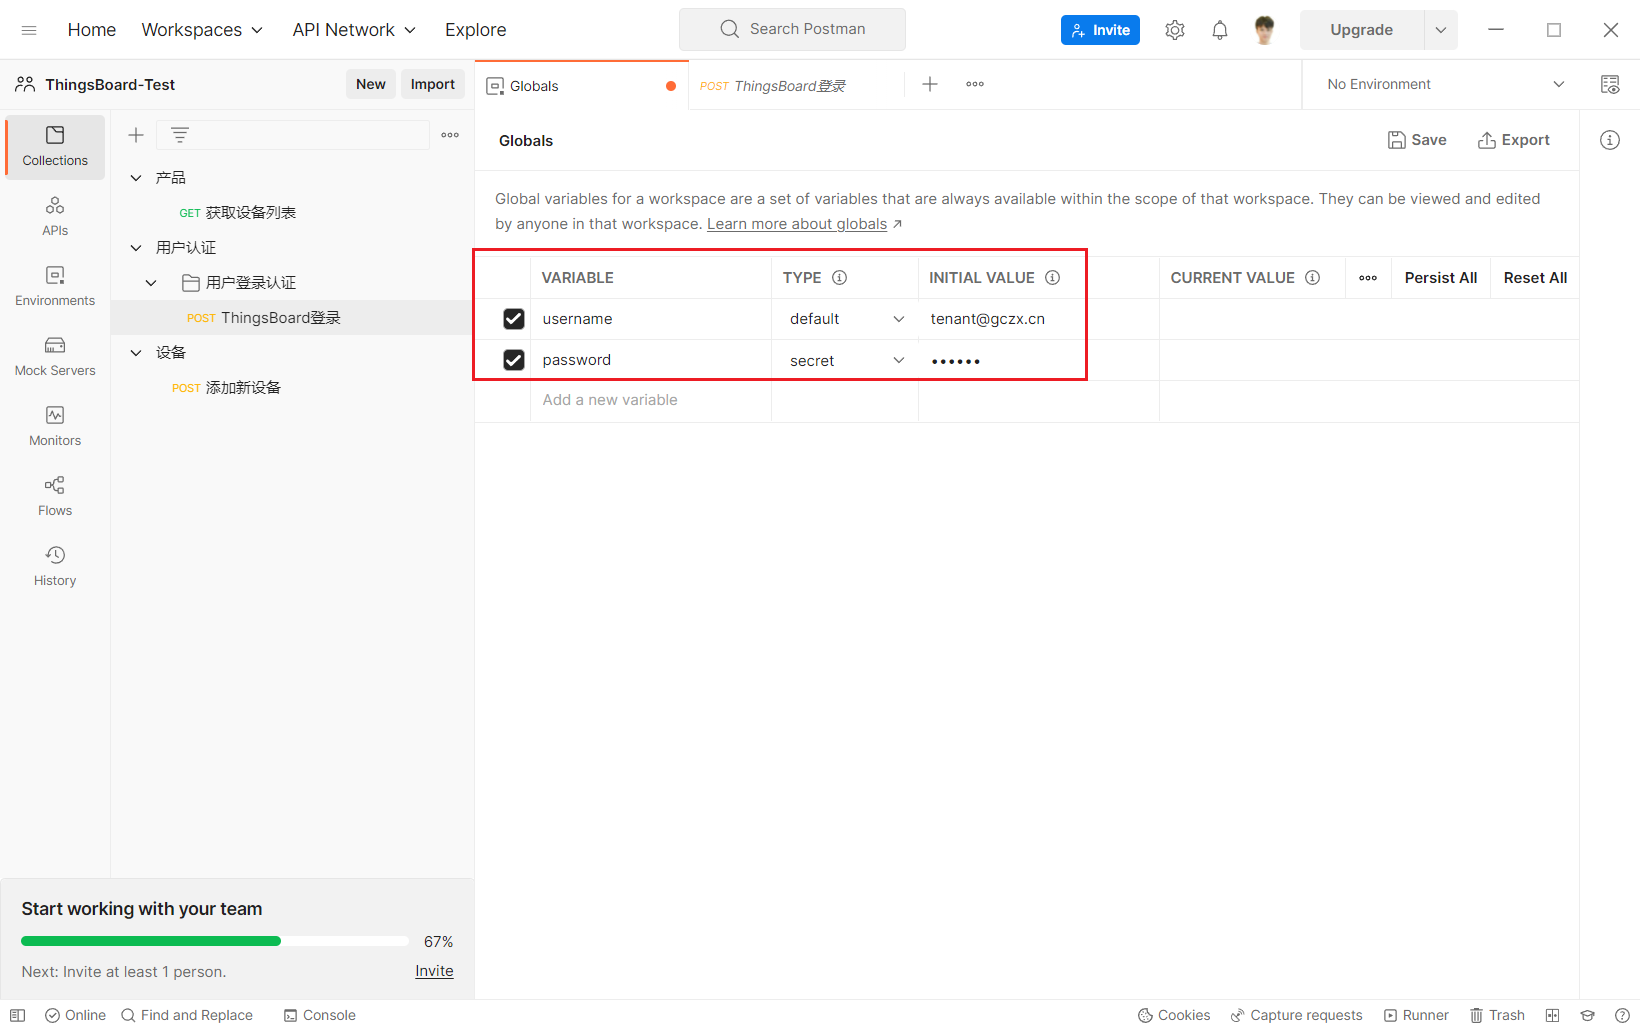 Home Workspaces API Network Explore Search Postman Invite Upgrade
ThingsBoard-Test New Import
Globals POST ThingsBoard登录 No Environment
Collections
APIs
Environments
Mock Servers
Monitors
Flows
History
产品
GET 获取设备列表
用户认证
用户登录认证
POST ThingsBoard登录
设备
POST 添加新设备
Globals Save Export
Global variables for a workspace are a set of variables that are always available within the scope of that workspace. They can be viewed and edited
by anyone in that workspace. Learn more about globals ↗
VARIABLE TYPE INITIAL VALUE CURRENT VALUE Persist All Reset All
username default tenant@gczx.cn
password secret ••••••
Add a new variable
Start working with your team
67%
Next: Invite at least 1 person. Invite
Online Find and Replace Console Cookies Capture requests Runner Trash